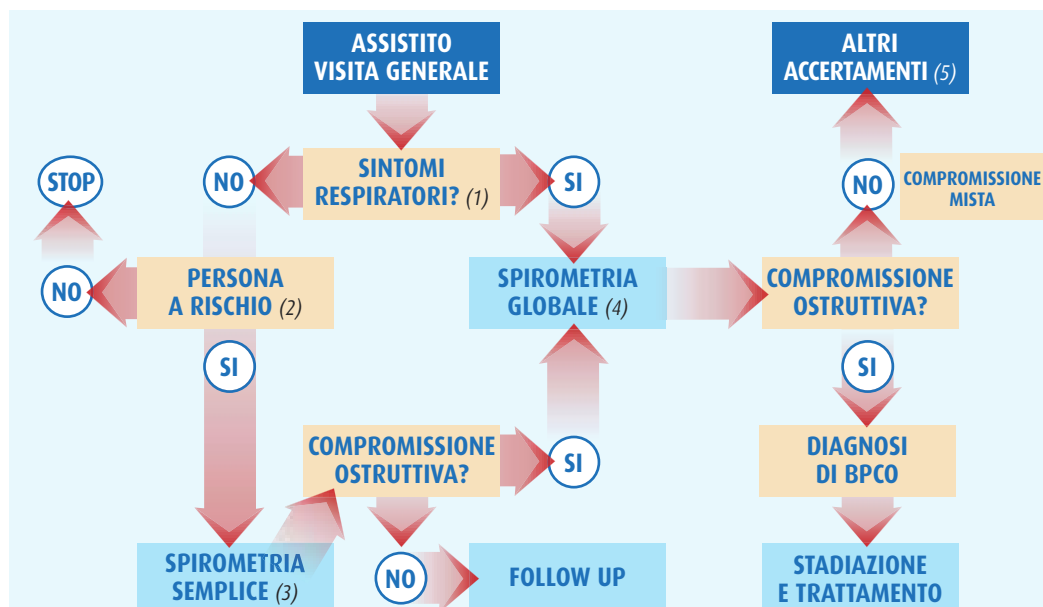 ASSISTITO
VISITA GENERALE
ALTRI
ACCERTAMENTI (5)
STOP
NO
SINTOMI
RESPIRATORI? (1)
SI
NO
COMPROMISSIONE
MISTA
NO
PERSONA
A RISCHIO (2)
SPIROMETRIA
GLOBALE (4)
COMPROMISSIONE
OSTRUTTIVA?
SI
SI
COMPROMISSIONE
OSTRUTTIVA?
SI
DIAGNOSI
DI BPCO
SPIROMETRIA
SEMPLICE (3)
NO
FOLLOW UP
STADIAZIONE
E TRATTAMENTO